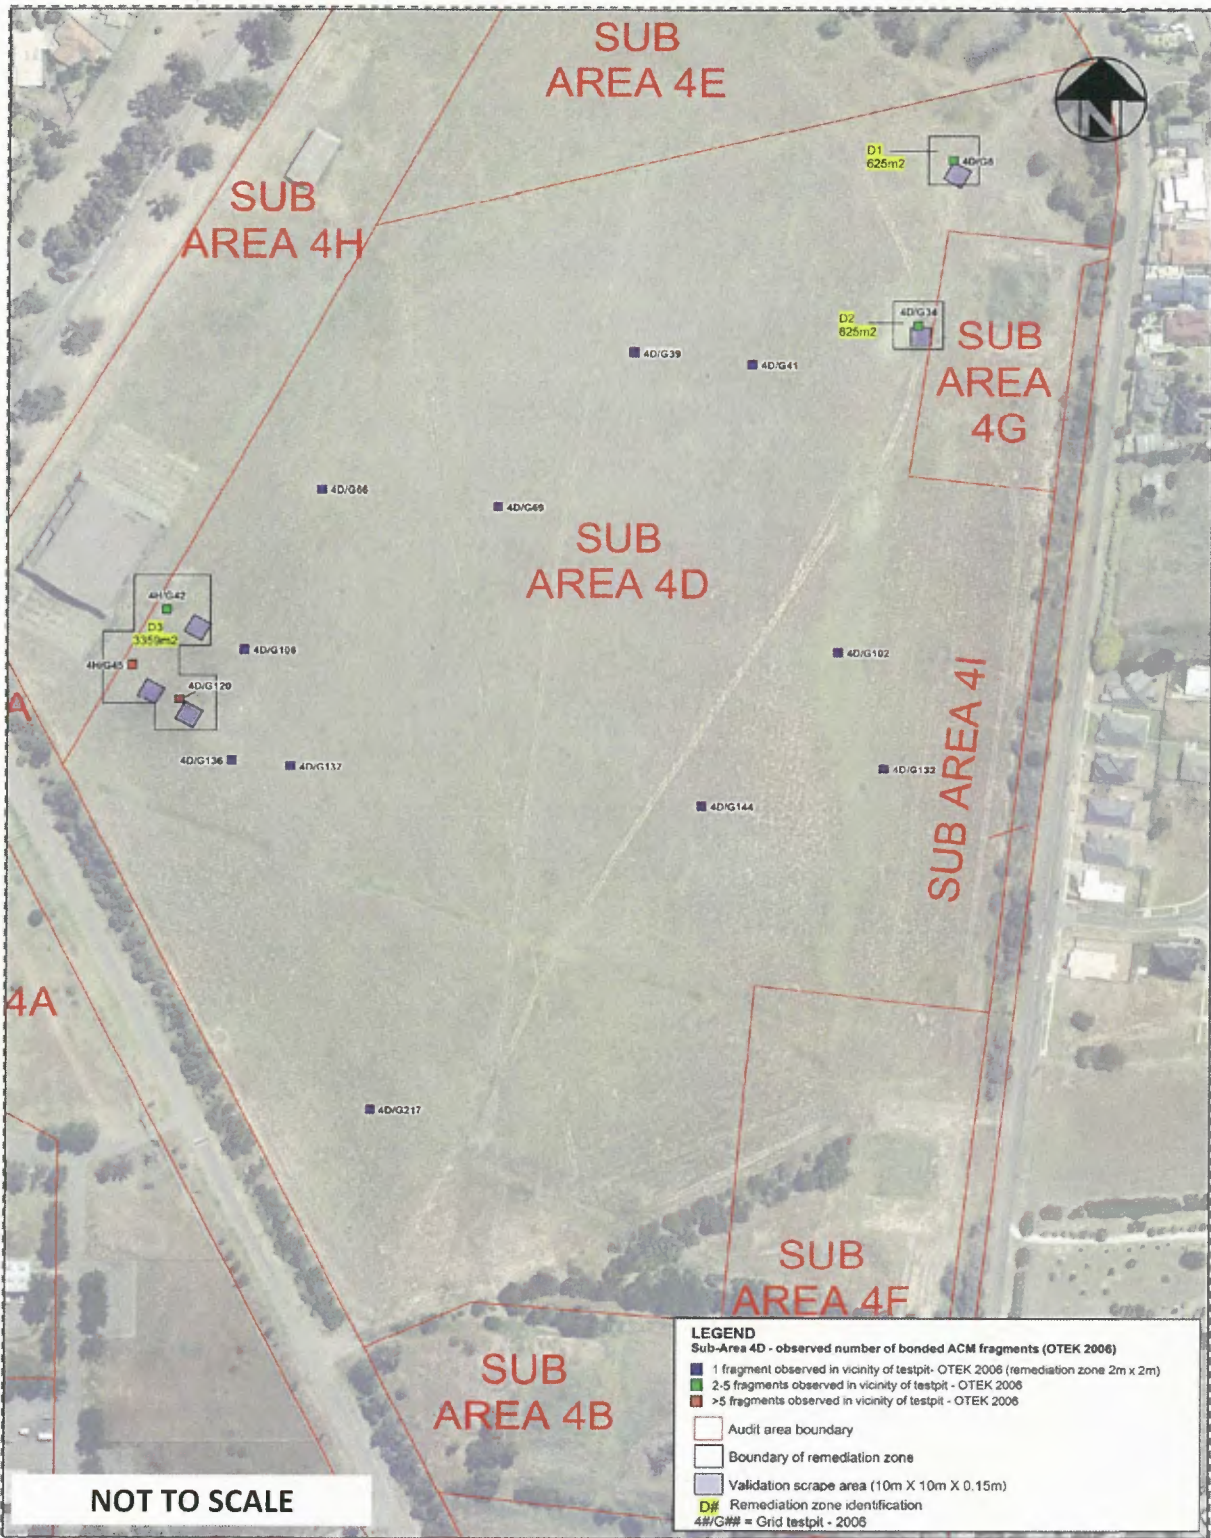 SUB
AREA 4E
N
D1
625m2
4D/G8
SUB
AREA 4H
D2
625m2
4D/G34
SUB
AREA
4G
4D/G39
4D/G41
4D/G66
4D/G69
SUB
AREA 4D
4H/G42
D3
3359m2
4H/G45
4D/G108
4D/G120
4D/G102
A
4D/G136
4D/G137
4D/G132
4D/G144
SUB AREA 4I
4A
4D/G217
SUB
AREA 4F
SUB
AREA 4B
LEGEND
Sub-Area 4D - observed number of bonded ACM fragments (OTEK 2006)
1 fragment observed in vicinity of testpit- OTEK 2006 (remediation zone 2m x 2m)
2-5 fragments observed in vicinity of testpit - OTEK 2006
>5 fragments observed in vicinity of testpit - OTEK 2006
Audit area boundary
Boundary of remediation zone
Validation scrape area (10m X 10m X 0.15m)
D# Remediation zone identification
4#/G## = Grid testpit - 2006
NOT TO SCALE